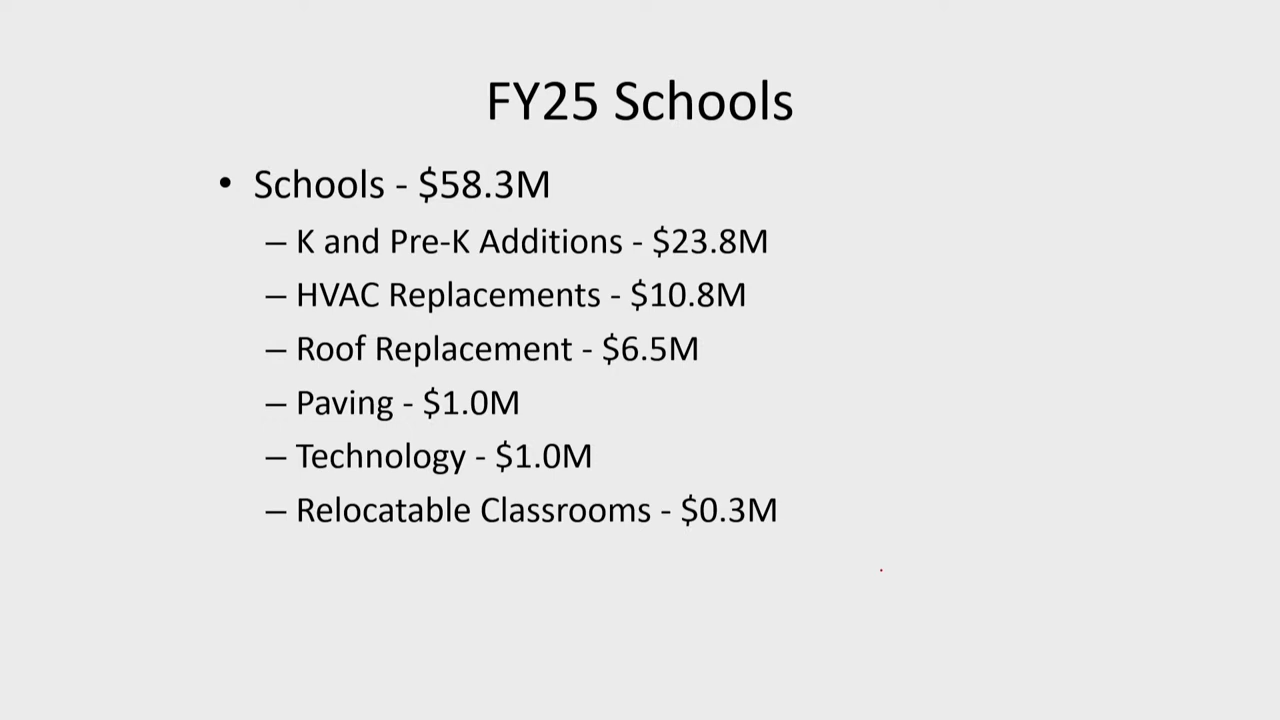 FY25 Schools
• Schools - $58.3M
– K and Pre-K Additions - $23.8M
– HVAC Replacements - $10.8M
– Roof Replacement - $6.5M
– Paving - $1.0M
– Technology - $1.0M
– Relocatable Classrooms - $0.3M